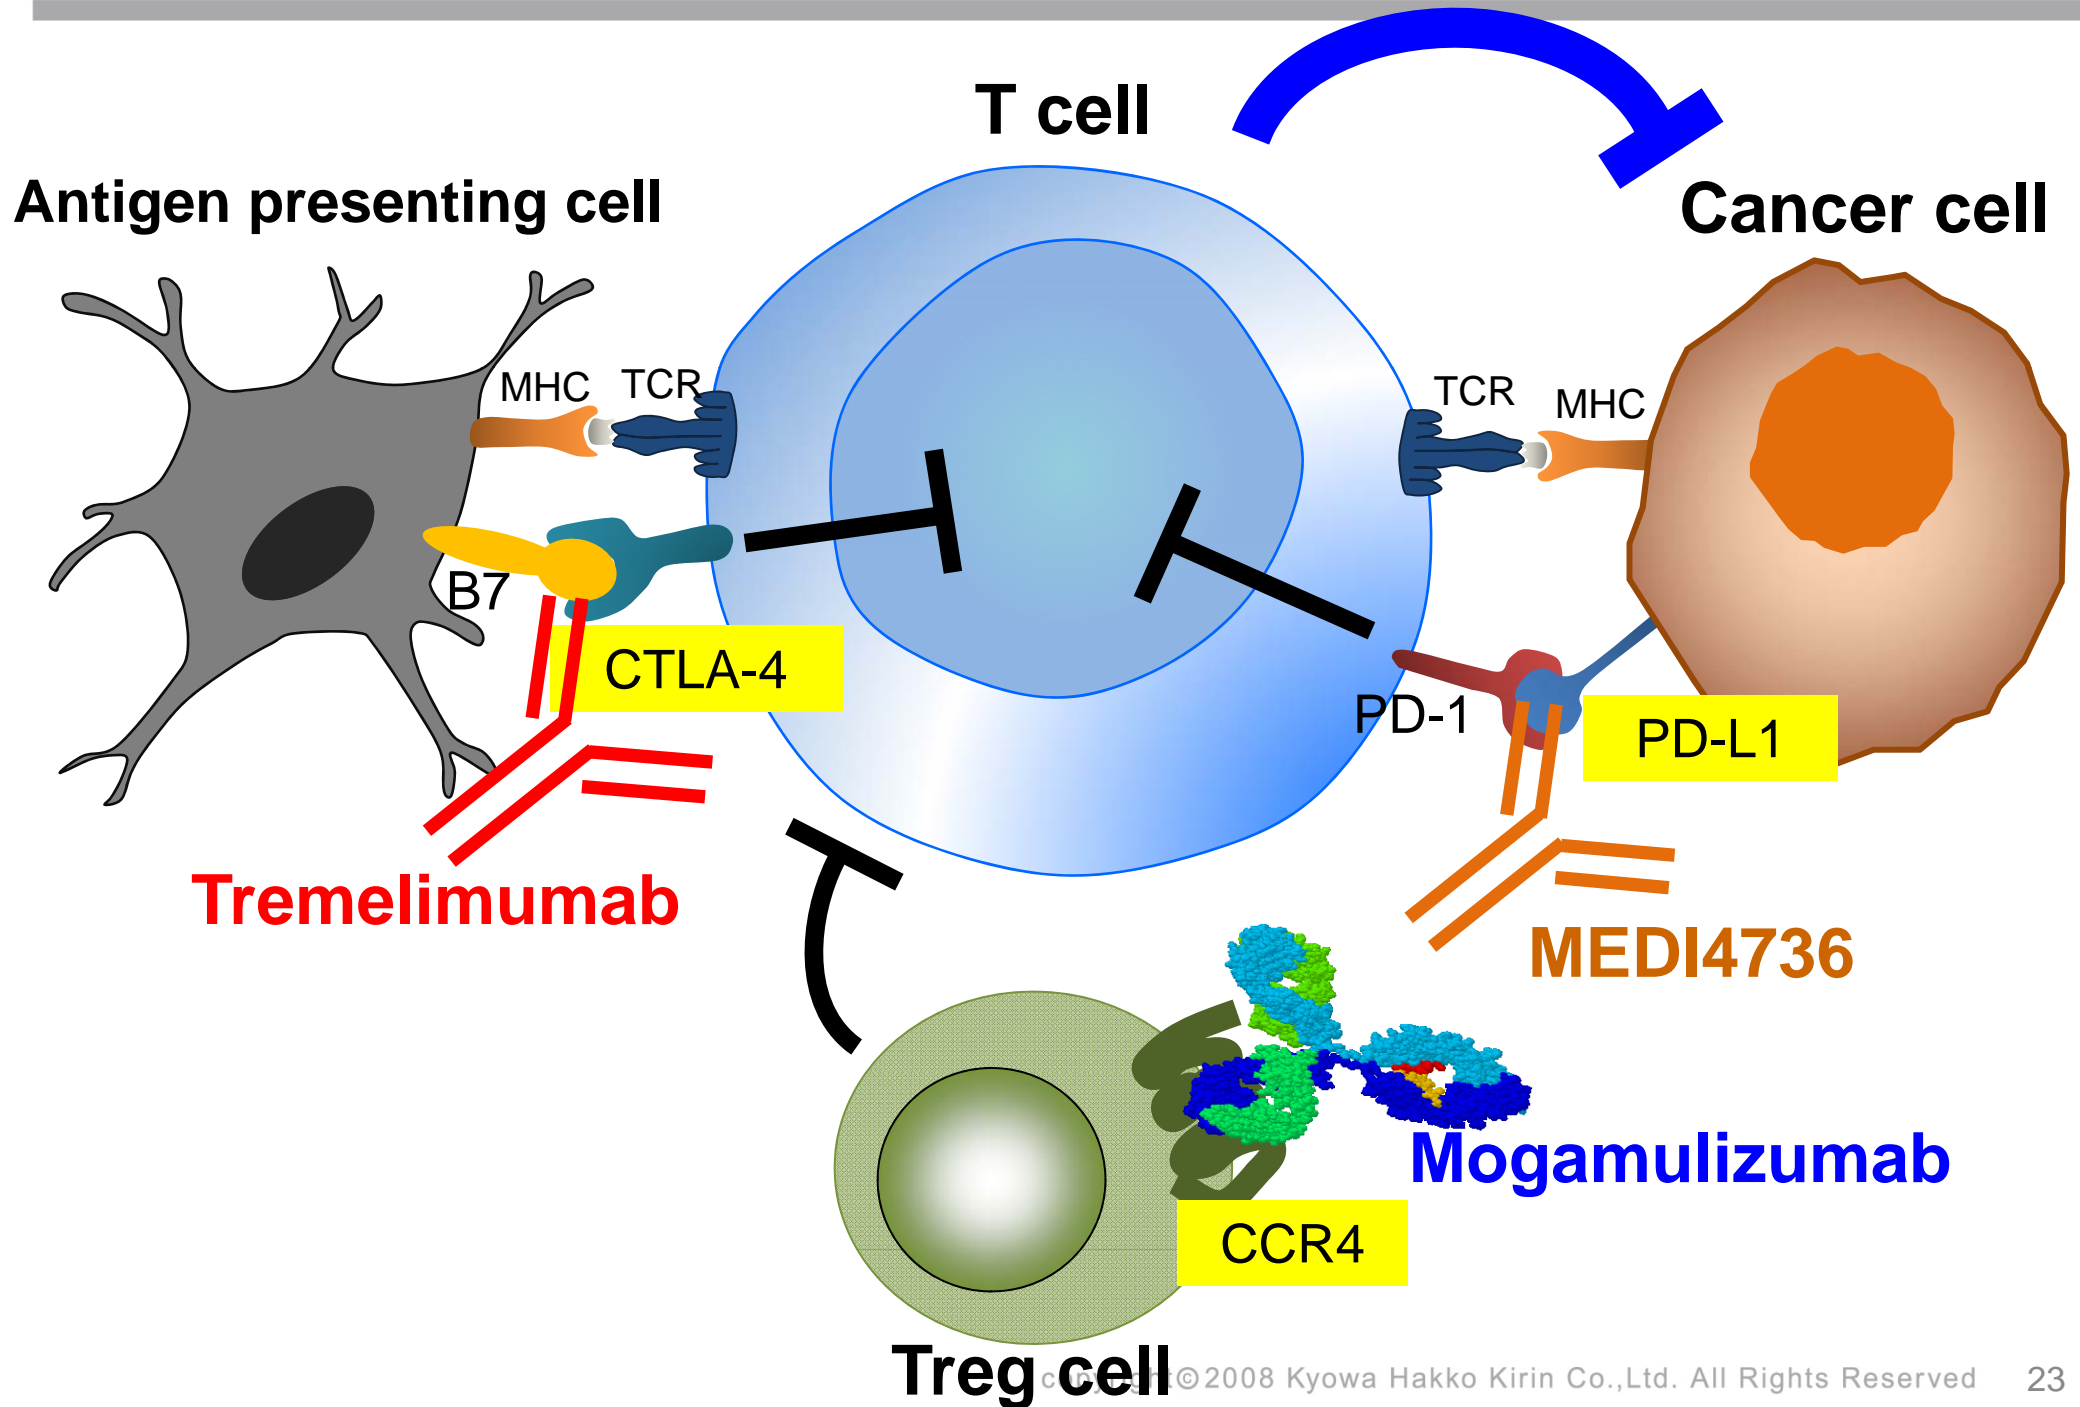 T cell
Antigen presenting cell
Cancer cell
MHC
TCR
TCR
MHC
B7
CTLA-4
PD-1
PD-L1
Tremelimumab
MEDI4736
Mogamulizumab
CCR4
Treg cell
copyright©2008 Kyowa Hakko Kirin Co.,Ltd. All Rights Reserved
23